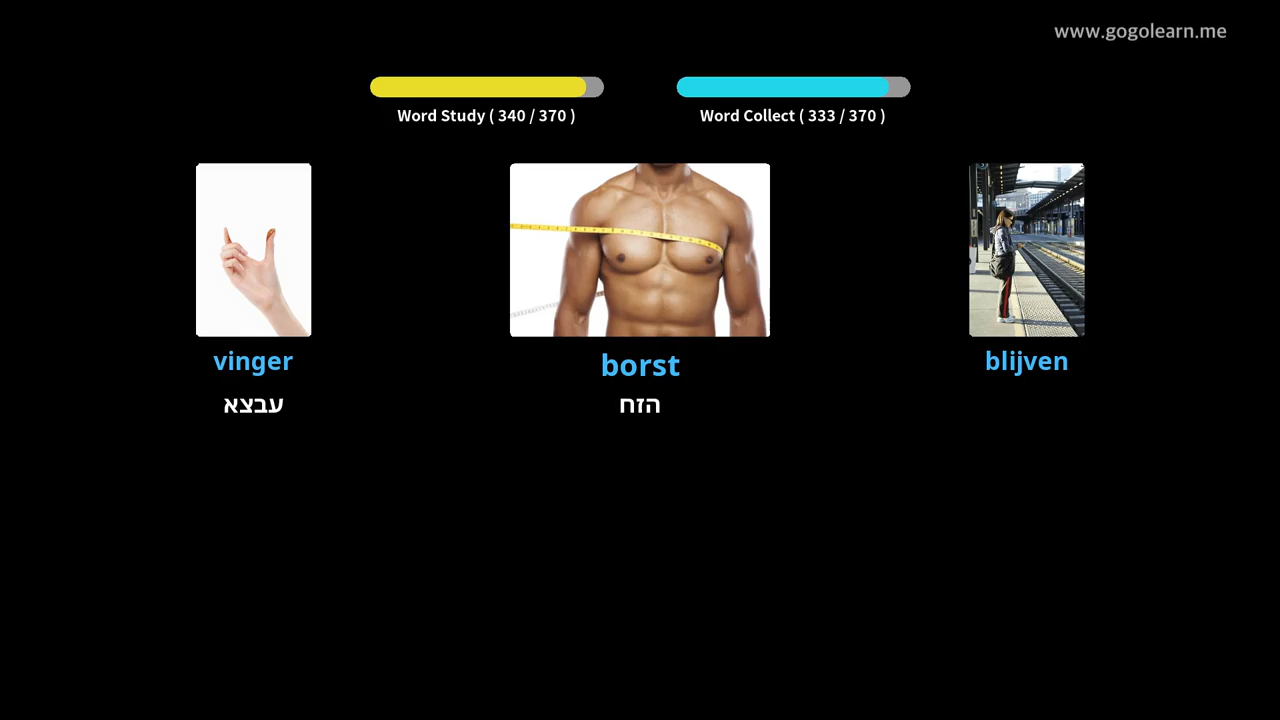 www.gogolearn.me
Word Study ( 340 / 370 )
Word Collect ( 333 / 370 )
vinger
borst
blijven
עבצא
הזח